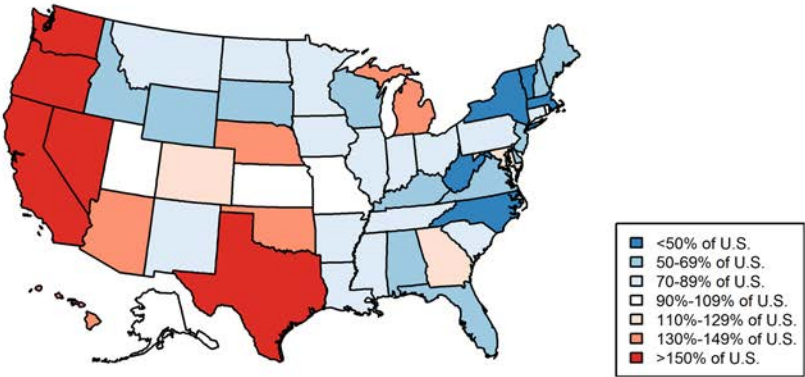 <50% of U.S.
50-69% of U.S.
70-89% of U.S.
90%-109% of U.S.
110%-129% of U.S.
130%-149% of U.S.
>150% of U.S.